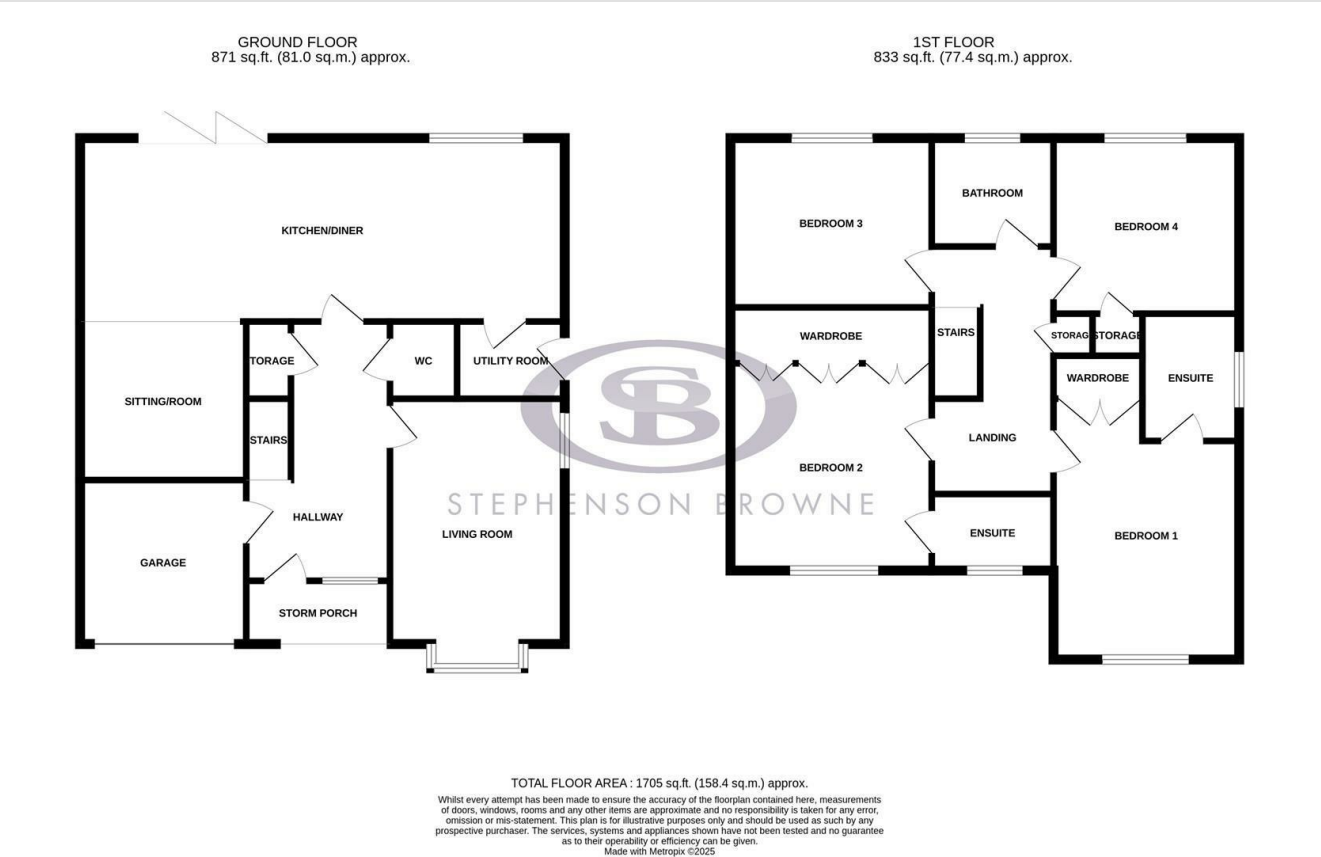 GROUND FLOOR
871 sq.ft. (81.0 sq.m.) approx.
KITCHEN/DINER
TORAGE
WC
UTILITY ROOM
SITTING/ROOM
STAIRS
HALLWAY
LIVING ROOM
GARAGE
STORM PORCH
1ST FLOOR
833 sq.ft. (77.4 sq.m.) approx.
BATHROOM
BEDROOM 3
BEDROOM 4
WARDROBE
STAIRS
STORAGE
STORAGE
WARDROBE
ENSUITE
LANDING
BEDROOM 2
ENSUITE
BEDROOM 1
SB
STEPHENSON BROWNE
TOTAL FLOOR AREA : 1705 sq.ft. (158.4 sq.m.) approx.
Whilst every attempt has been made to ensure the accuracy of the floorplan contained here, measurements
of doors, windows, rooms and any other items are approximate and no responsibility is taken for any error,
omission or mis-statement. This plan is for illustrative purposes only and should be used as such by any
prospective purchaser. The services, systems and appliances shown have not been tested and no guarantee
as to their operability or efficiency can be given.
Made with Metropix ©2025